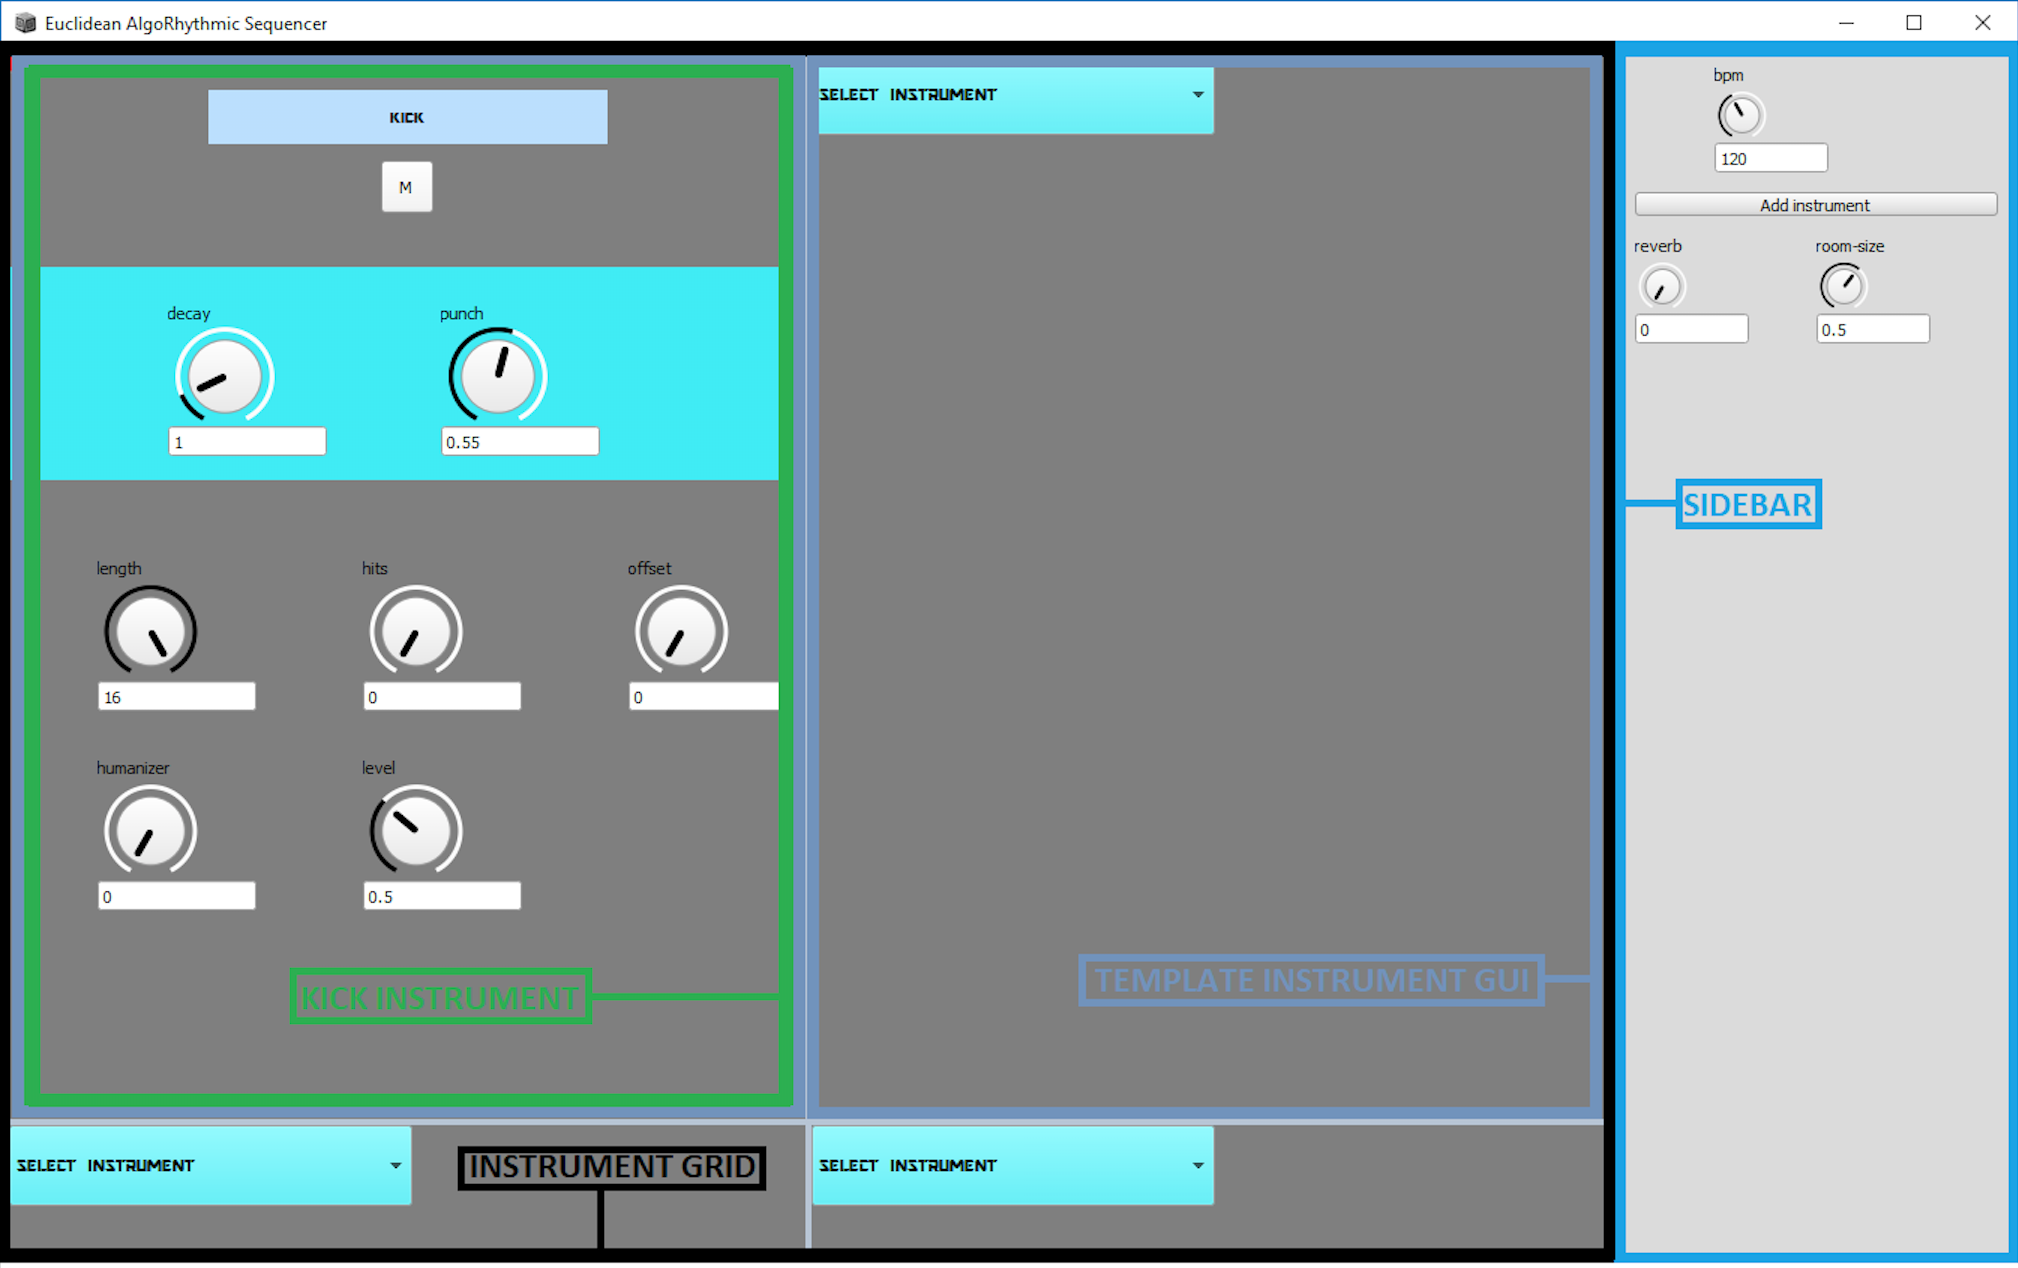 Euclidean AlgoRhythmic Sequencer
KICK
M
decay
punch
1
0.55
length
hits
offset
16
0
0
humanizer
level
0
0.5
KICK INSTRUMENT
SELECT INSTRUMENT
TEMPLATE INSTRUMENT GUI
SELECT INSTRUMENT
INSTRUMENT GRID
SELECT INSTRUMENT
bpm
120
Add instrument
reverb
room-size
0
0.5
SIDEBAR